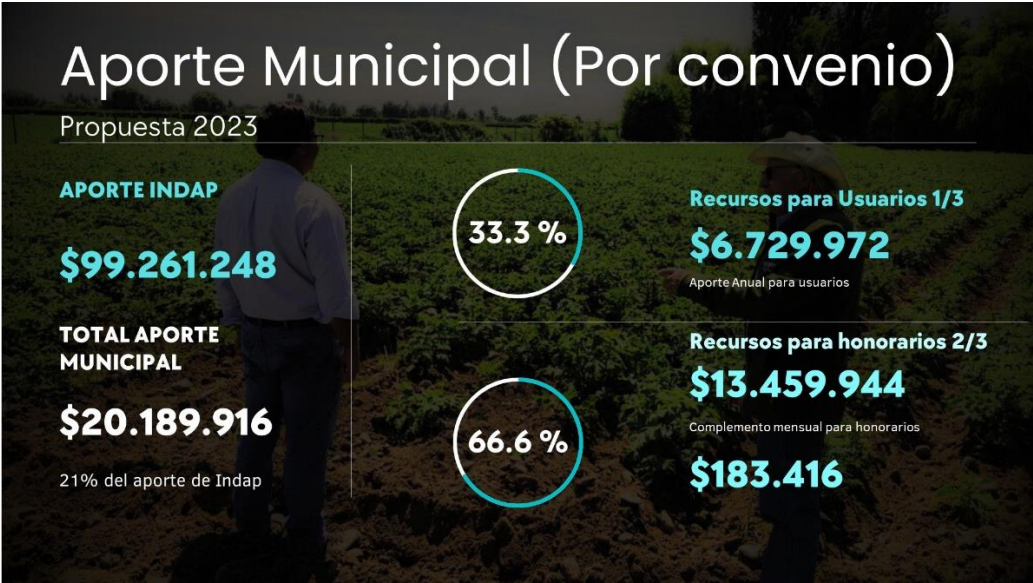 Aporte Municipal (Por convenio)
Propuesta 2023
APORTE INDAP
$99.261.248
TOTAL APORTE
MUNICIPAL
$20.189.916
21% del aporte de Indap
33.3 %
Recursos para Usuarios 1/3
$6.729.972
Aporte Anual para usuarios
66.6 %
Recursos para honorarios 2/3
$13.459.944
Complemento mensual para honorarios
$183.416